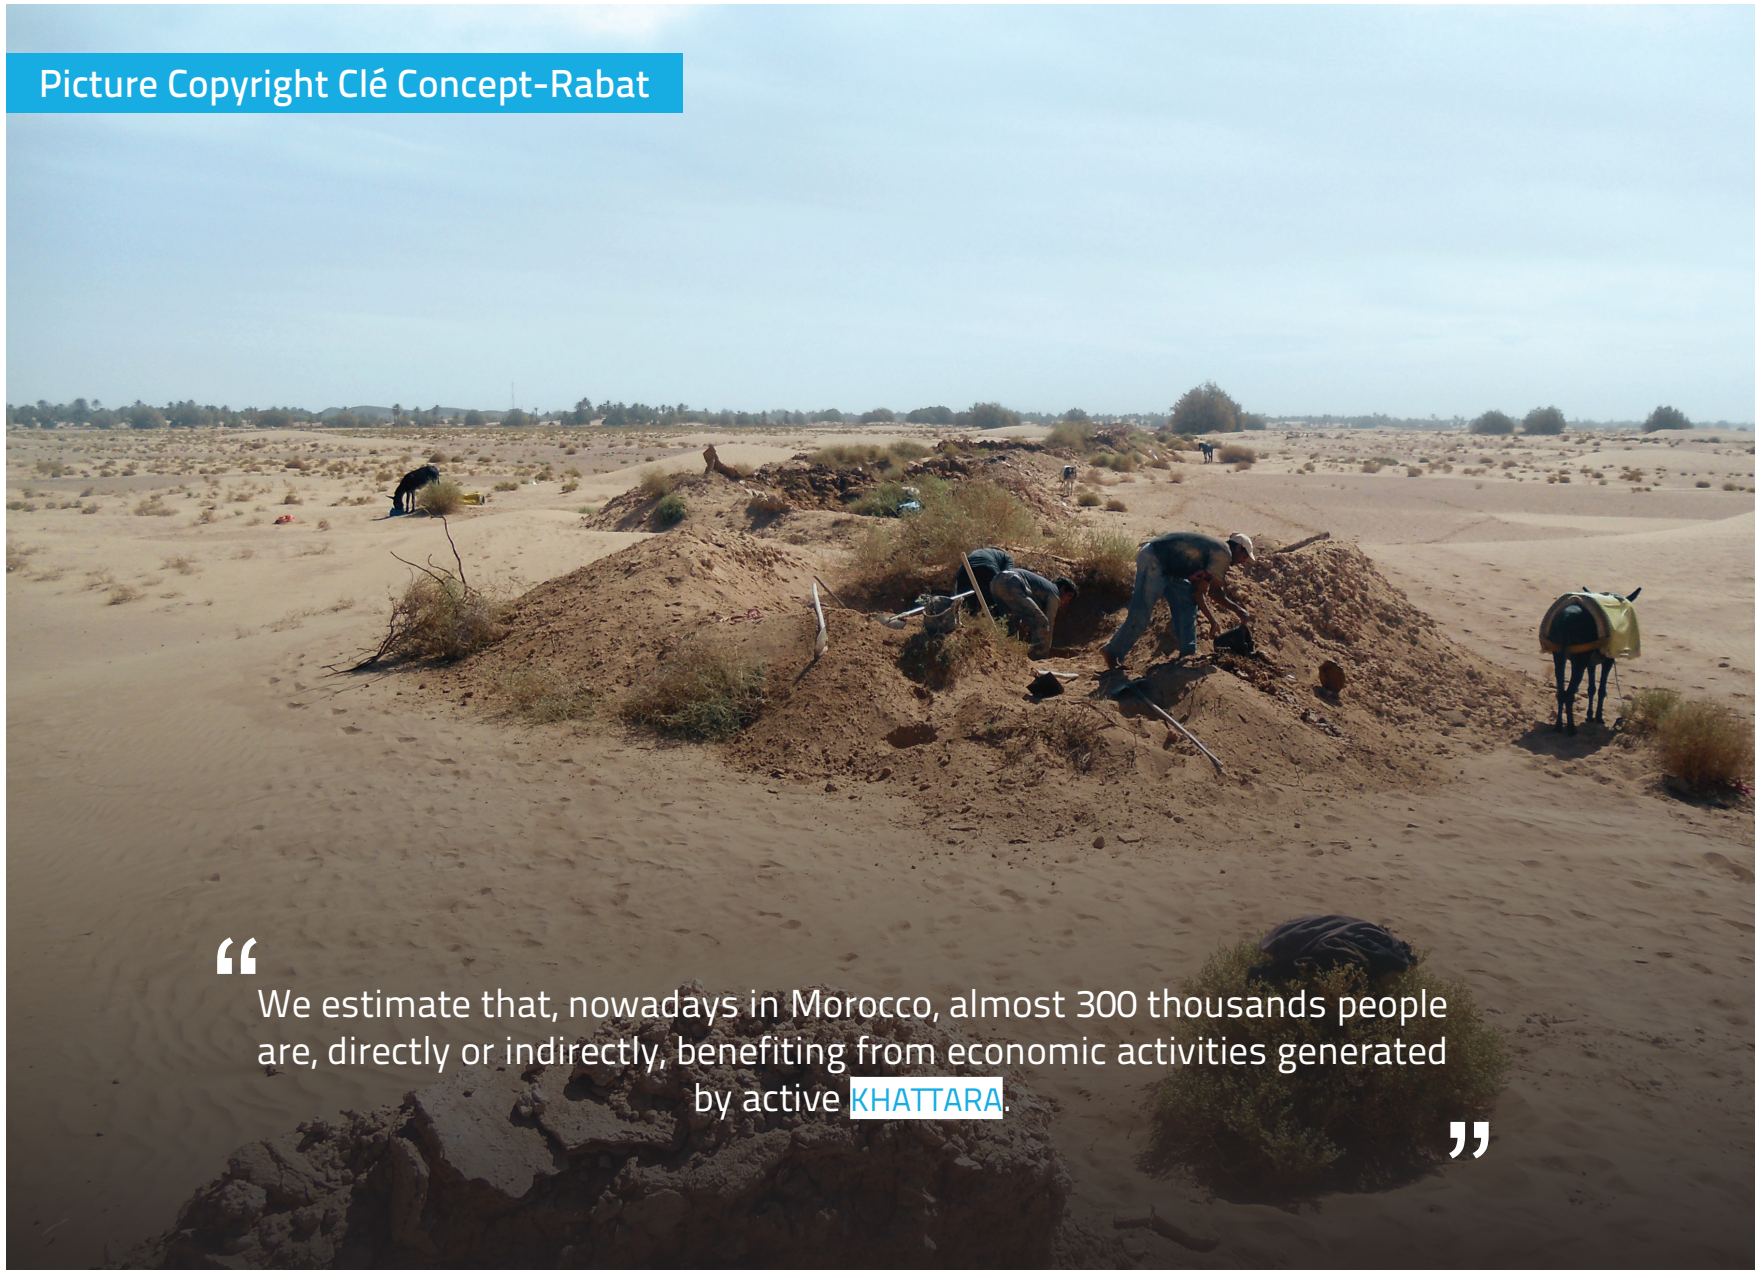 Picture Copyright Clé Concept-Rabat
“
We estimate that, nowadays in Morocco, almost 300 thousands people
are, directly or indirectly, benefiting from economic activities generated
by active KHATTARA.
”